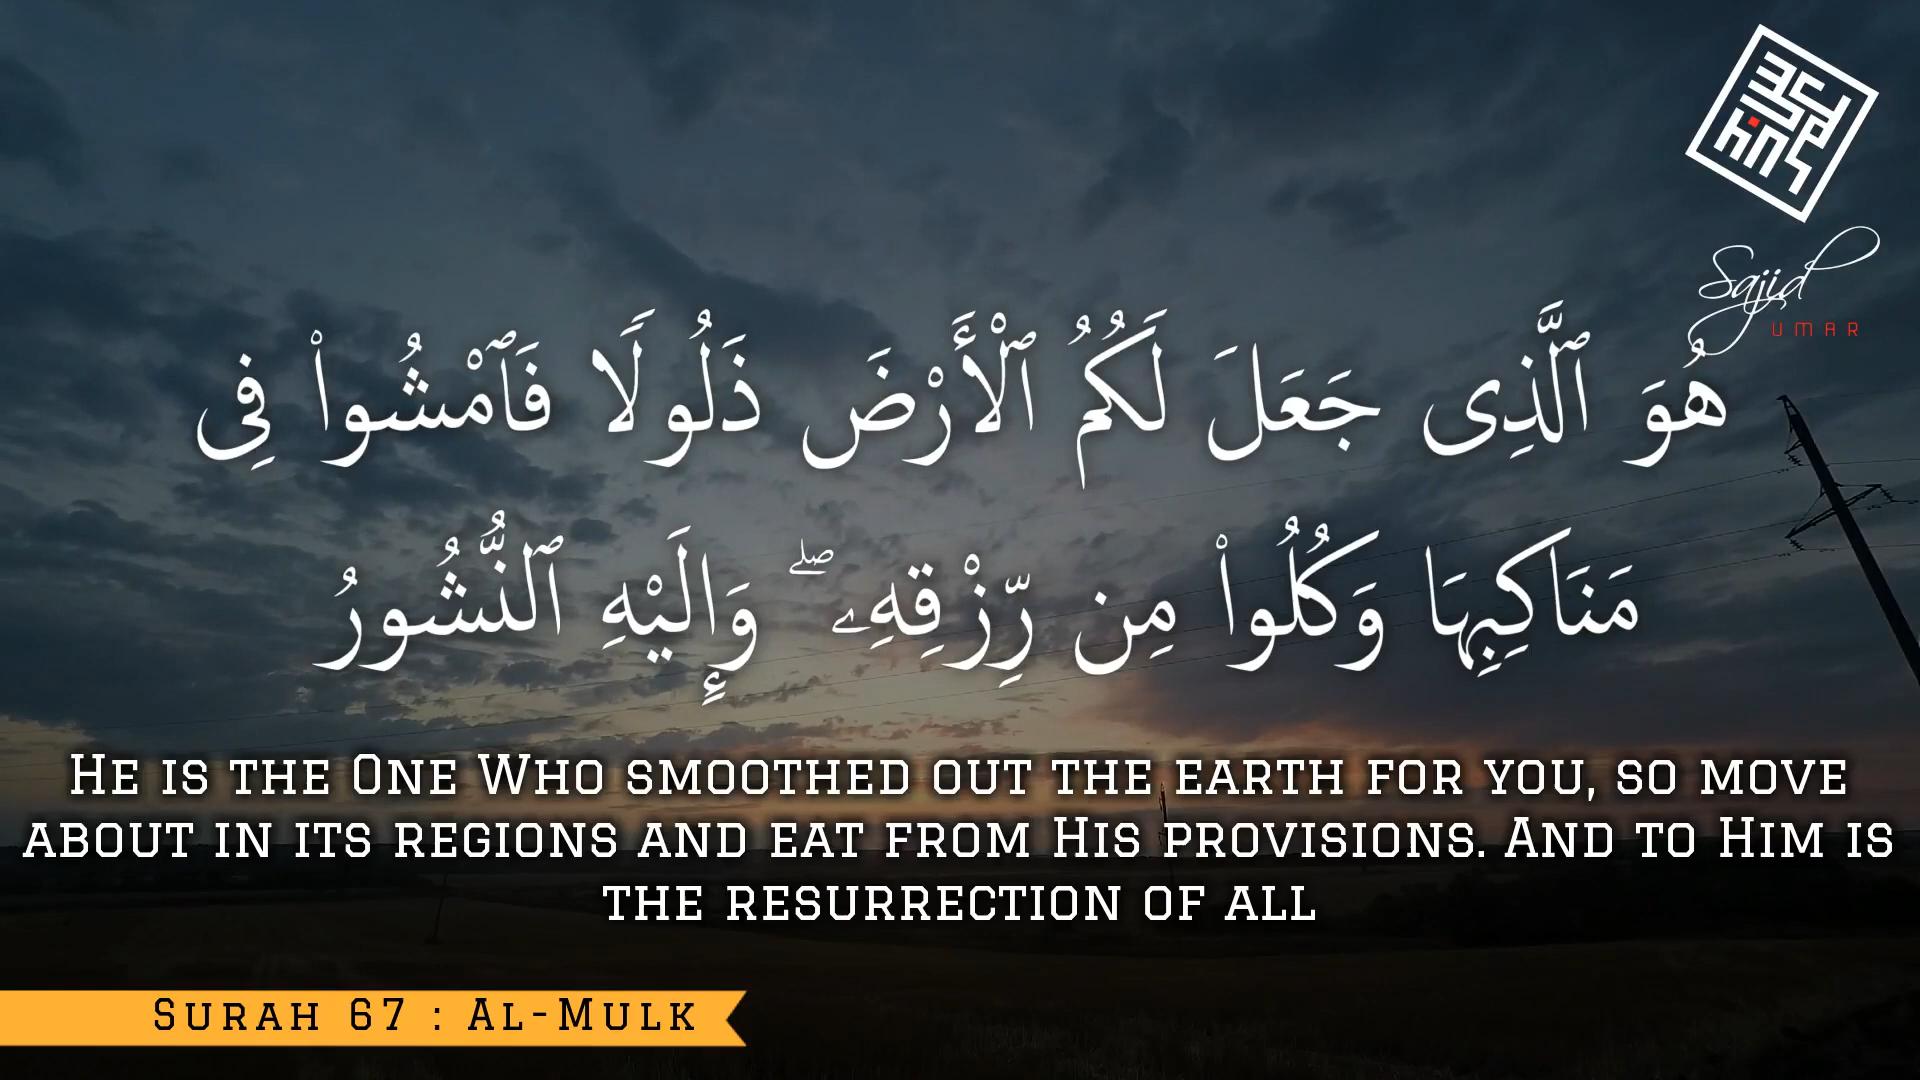 Sajid
UMAR
هُوَ ٱلَّذِى جَعَلَ لَكُمُ ٱلْأَرْضَ ذَلُولًا فَٱمْشُوا۟ فِى
مَنَاكِبِهَا وَكُلُوا۟ مِن رِّزْقِهِۦ ۖ وَإِلَيْهِ ٱلنُّشُورُ
He is the One Who smoothed out the earth for you, so move
about in its regions and eat from His provisions. And to Him is
the resurrection of all
Surah 67 : Al-Mulk